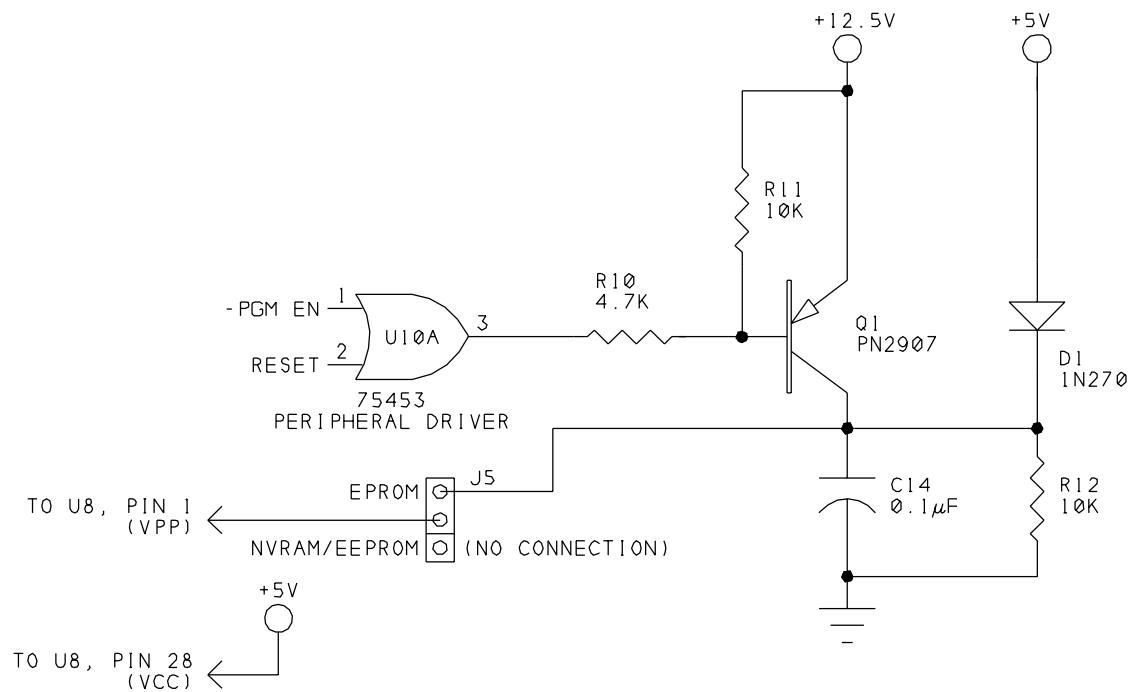 +12.5V
+5V
R11
10K
R10
4.7K
-PGM EN
1
U10A
3
2
RESET
75453
PERIPHERAL DRIVER
Q1
PN2907
D1
1N270
J5
EPROM
TO U8, PIN 1
(VPP)
NVRAM/EEPROM
(NO CONNECTION)
C14
0.1µF
R12
10K
+5V
TO U8, PIN 28
(VCC)